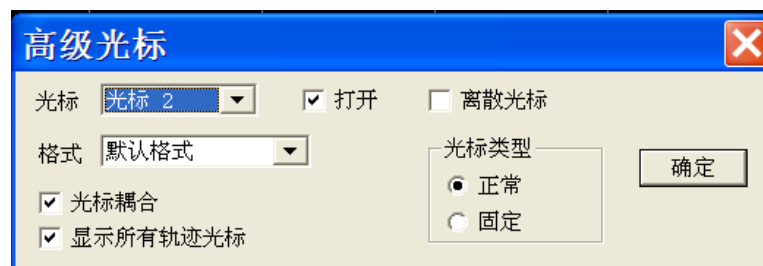 高级光标
光标 光标 2 打开 离散光标
格式 默认格式 光标类型
正常 确定
光标耦合
固定
显示所有轨迹光标